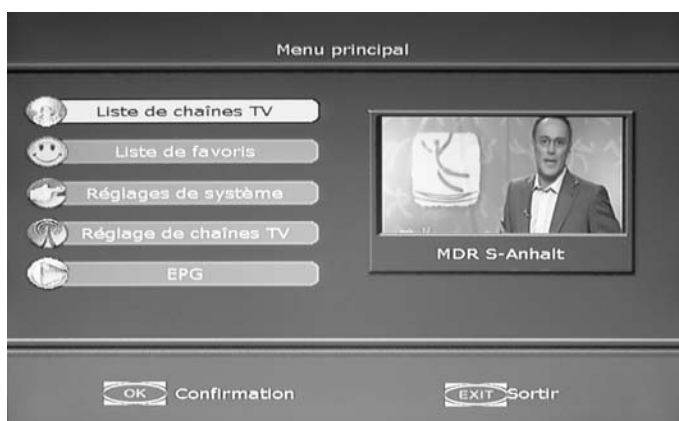 Menu principal
Liste de chaînes TV
Liste de favoris
Réglages de système
Réglage de chaînes TV
EPG
MDR S-Anhalt
OK Confirmation
EXIT Sortir